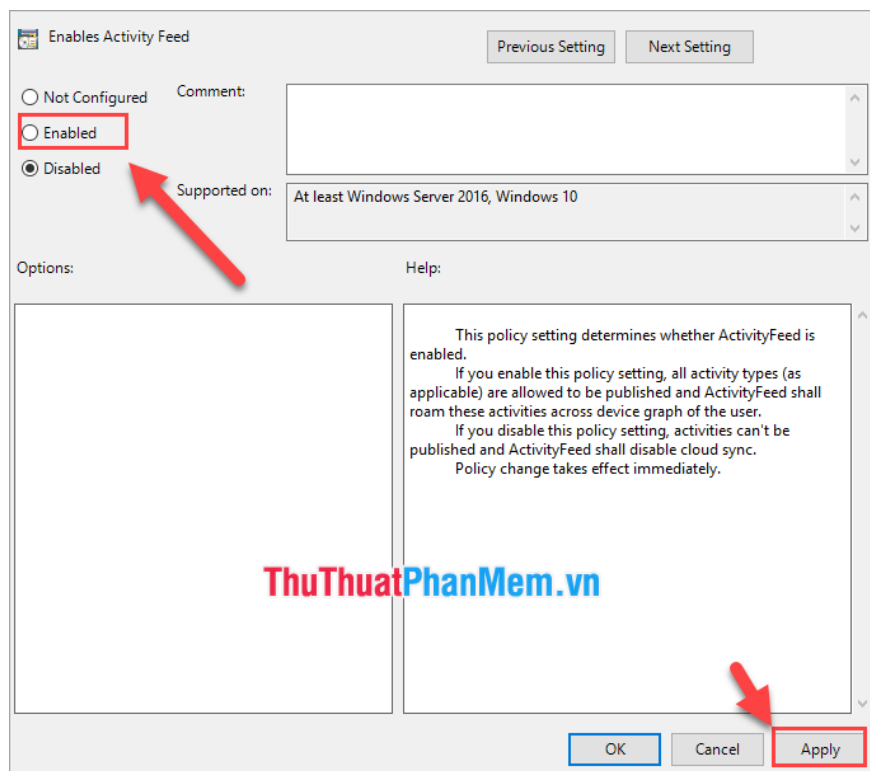 Enables Activity Feed
Previous Setting
Next Setting
Not Configured
Comment:
Enabled
Disabled
Supported on:
At least Windows Server 2016, Windows 10
Options:
Help:
This policy setting determines whether ActivityFeed is
enabled.
If you enable this policy setting, all activity types (as
applicable) are allowed to be published and ActivityFeed shall
roam these activities across device graph of the user.
If you disable this policy setting, activities can't be
published and ActivityFeed shall disable cloud sync.
Policy change takes effect immediately.
ThuThuatPhanMem.vn
OK
Cancel
Apply